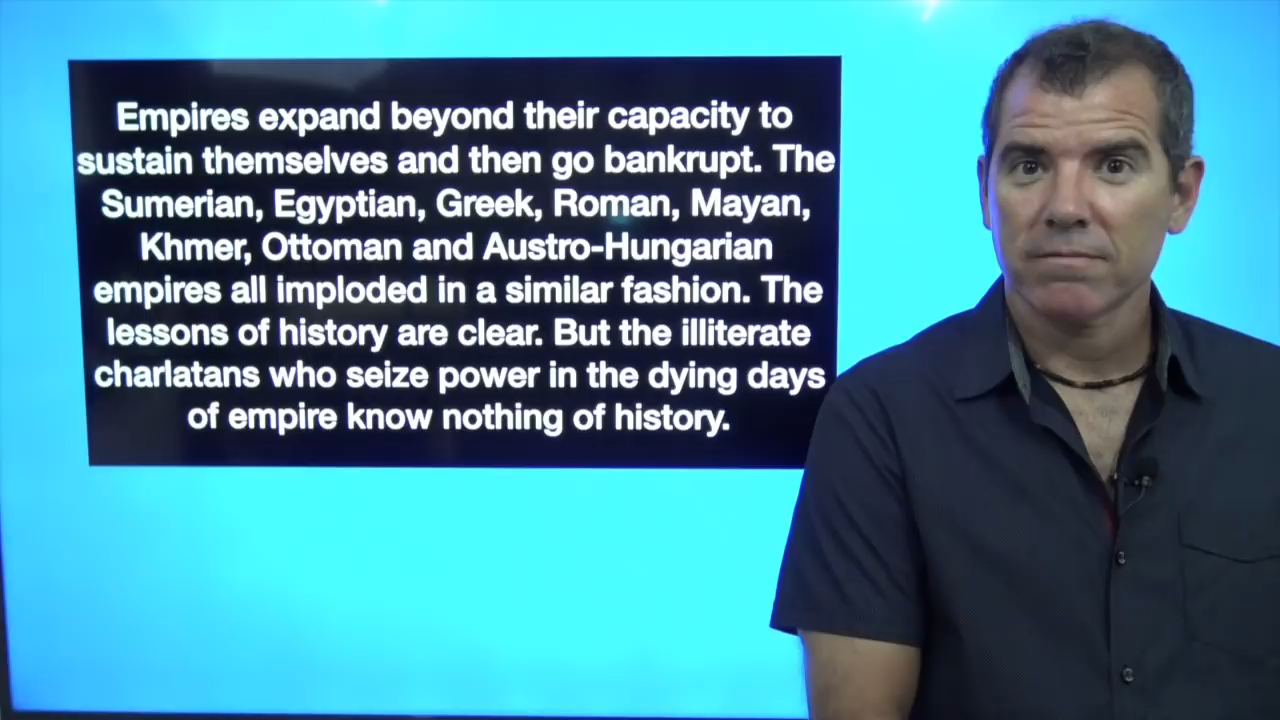 Empires expand beyond their capacity to
sustain themselves and then go bankrupt. The
Sumerian, Egyptian, Greek, Roman, Mayan,
Khmer, Ottoman and Austro-Hungarian
empires all imploded in a similar fashion. The
lessons of history are clear. But the illiterate
charlatans who seize power in the dying days
of empire know nothing of history.